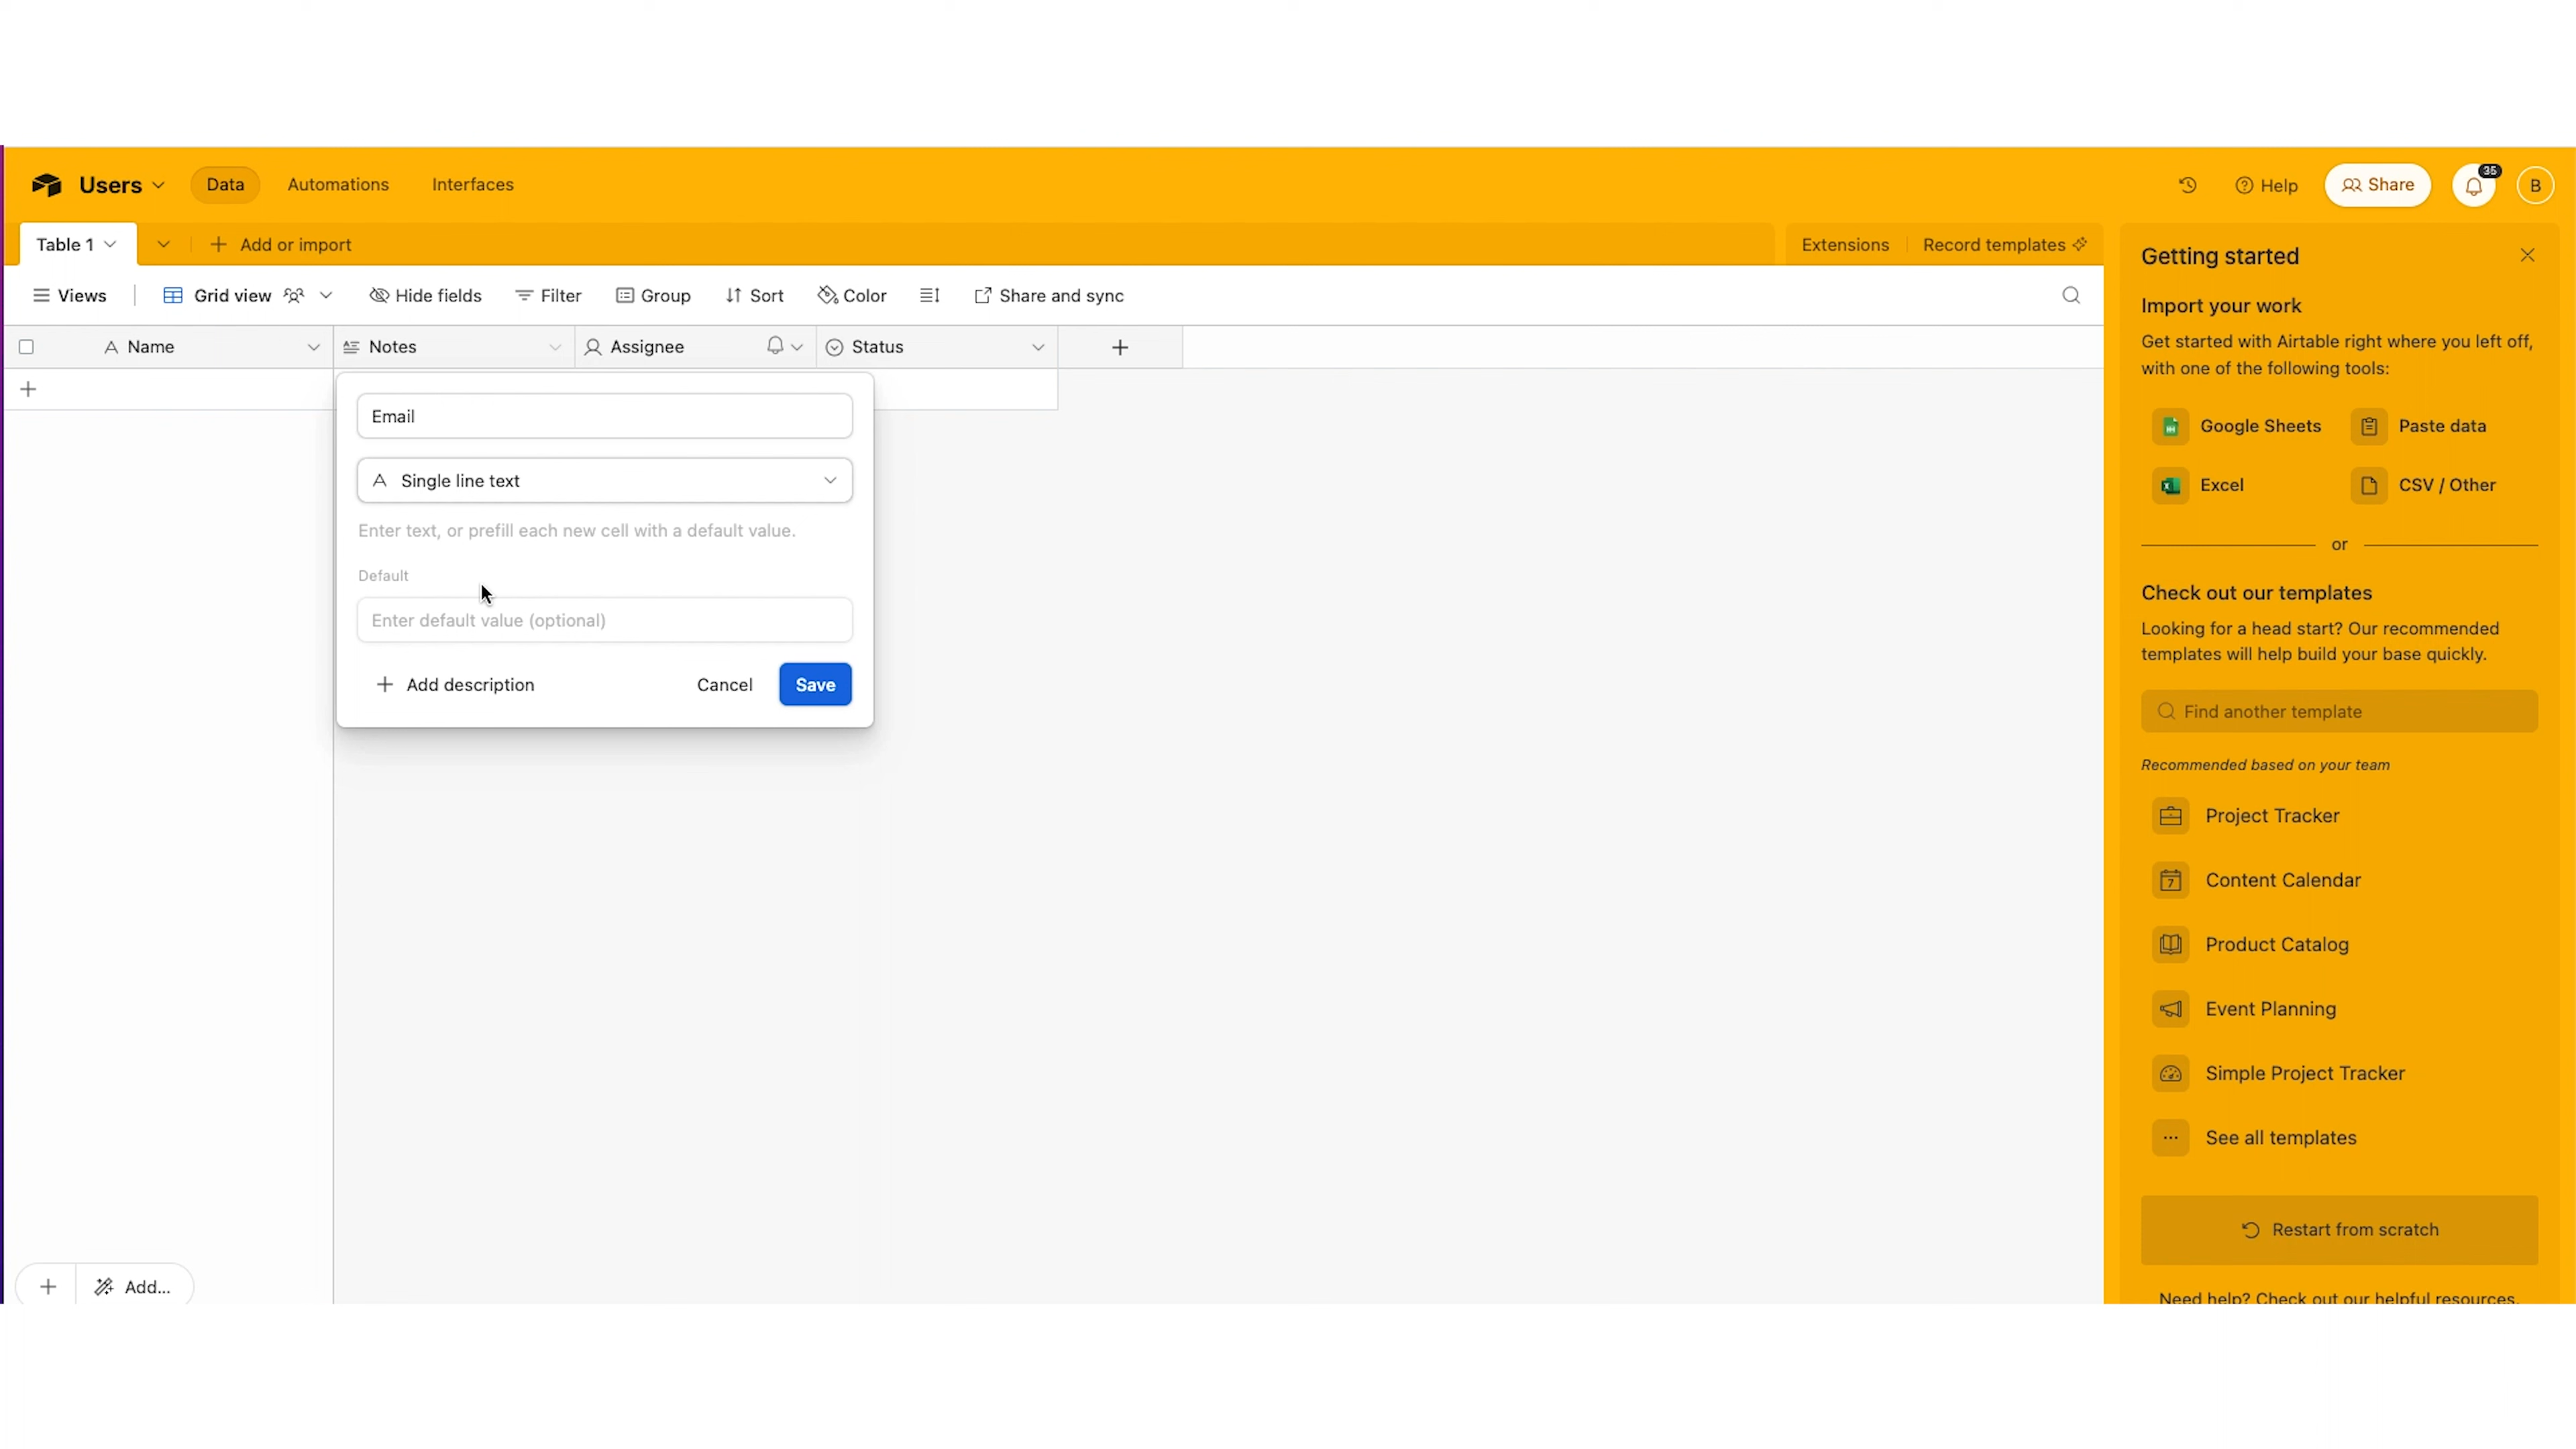 Users
Data
Automations
Interfaces
Help
Share
35
B
Table 1
Add or import
Extensions
Record templates
Views
Grid view
Hide fields
Filter
Group
Sort
Color
Share and sync
Name
Notes
Assignee
Status
Email
Single line text
Enter text, or prefill each new cell with a default value.
Default
Enter default value (optional)
Add description
Cancel
Save
Add...
Getting started
Import your work
Get started with Airtable right where you left off,
with one of the following tools:
Google Sheets
Paste data
Excel
CSV / Other
or
Check out our templates
Looking for a head start? Our recommended
templates will help build your base quickly.
Find another template
Recommended based on your team
Project Tracker
7
Content Calendar
Product Catalog
Event Planning
Simple Project Tracker
See all templates
Restart from scratch
Need help? Check out our helpful resources.